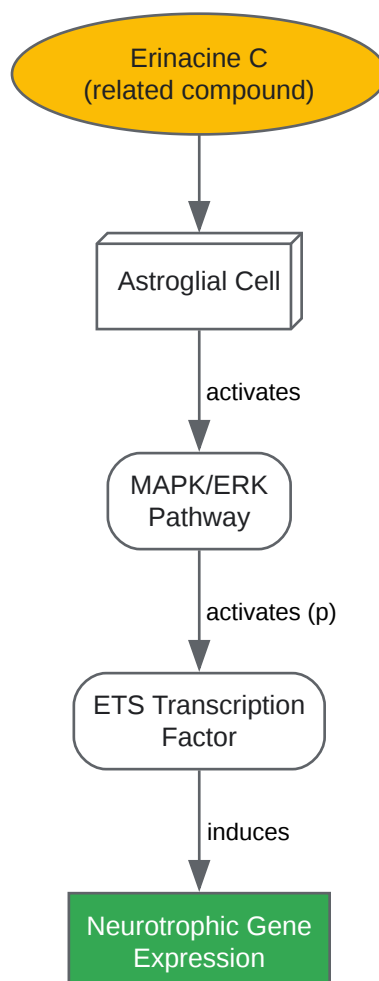 Erinacine C
(related compound)
Astroglial Cell
activates
MAPK/ERK
Pathway
activates (p)
ETS Transcription
Factor
induces
Neurotrophic Gene
Expression